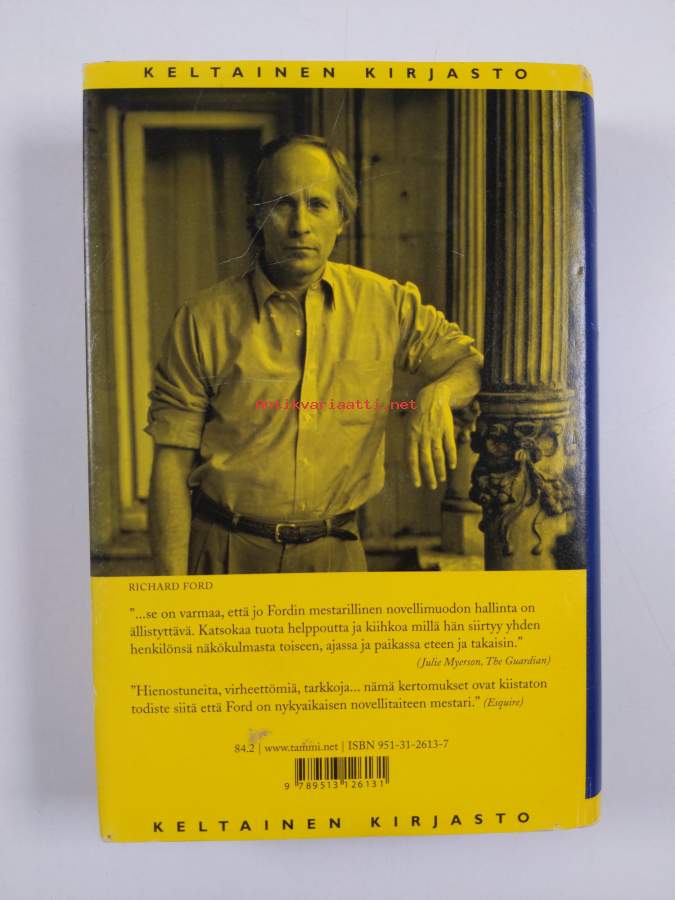 KELTAINEN KIRJASTO
Antikvariaatti.net
RICHARD FORD
"...se on varmaa, että jo Fordin mestarillinen novellimuodon hallinta on
ällistyttävä. Katsokaa tuota helppoutta ja kiihkoa millä hän siirtyy yhden
henkilönsä näkökulmasta toiseen, ajassa ja paikassa eteen ja takaisin."
(Julie Myerson, The Guardian)
"Hienostuneita, virheettömiä, tarkkoja... nämä kertomukset ovat kiistaton
todiste siitä että Ford on nykyaikaisen novellitaiteen mestari." (Esquire)
84.2 | www.tammi.net | ISBN 951-31-2613-7
9 789513 126131
KELTAINEN KIRJASTO